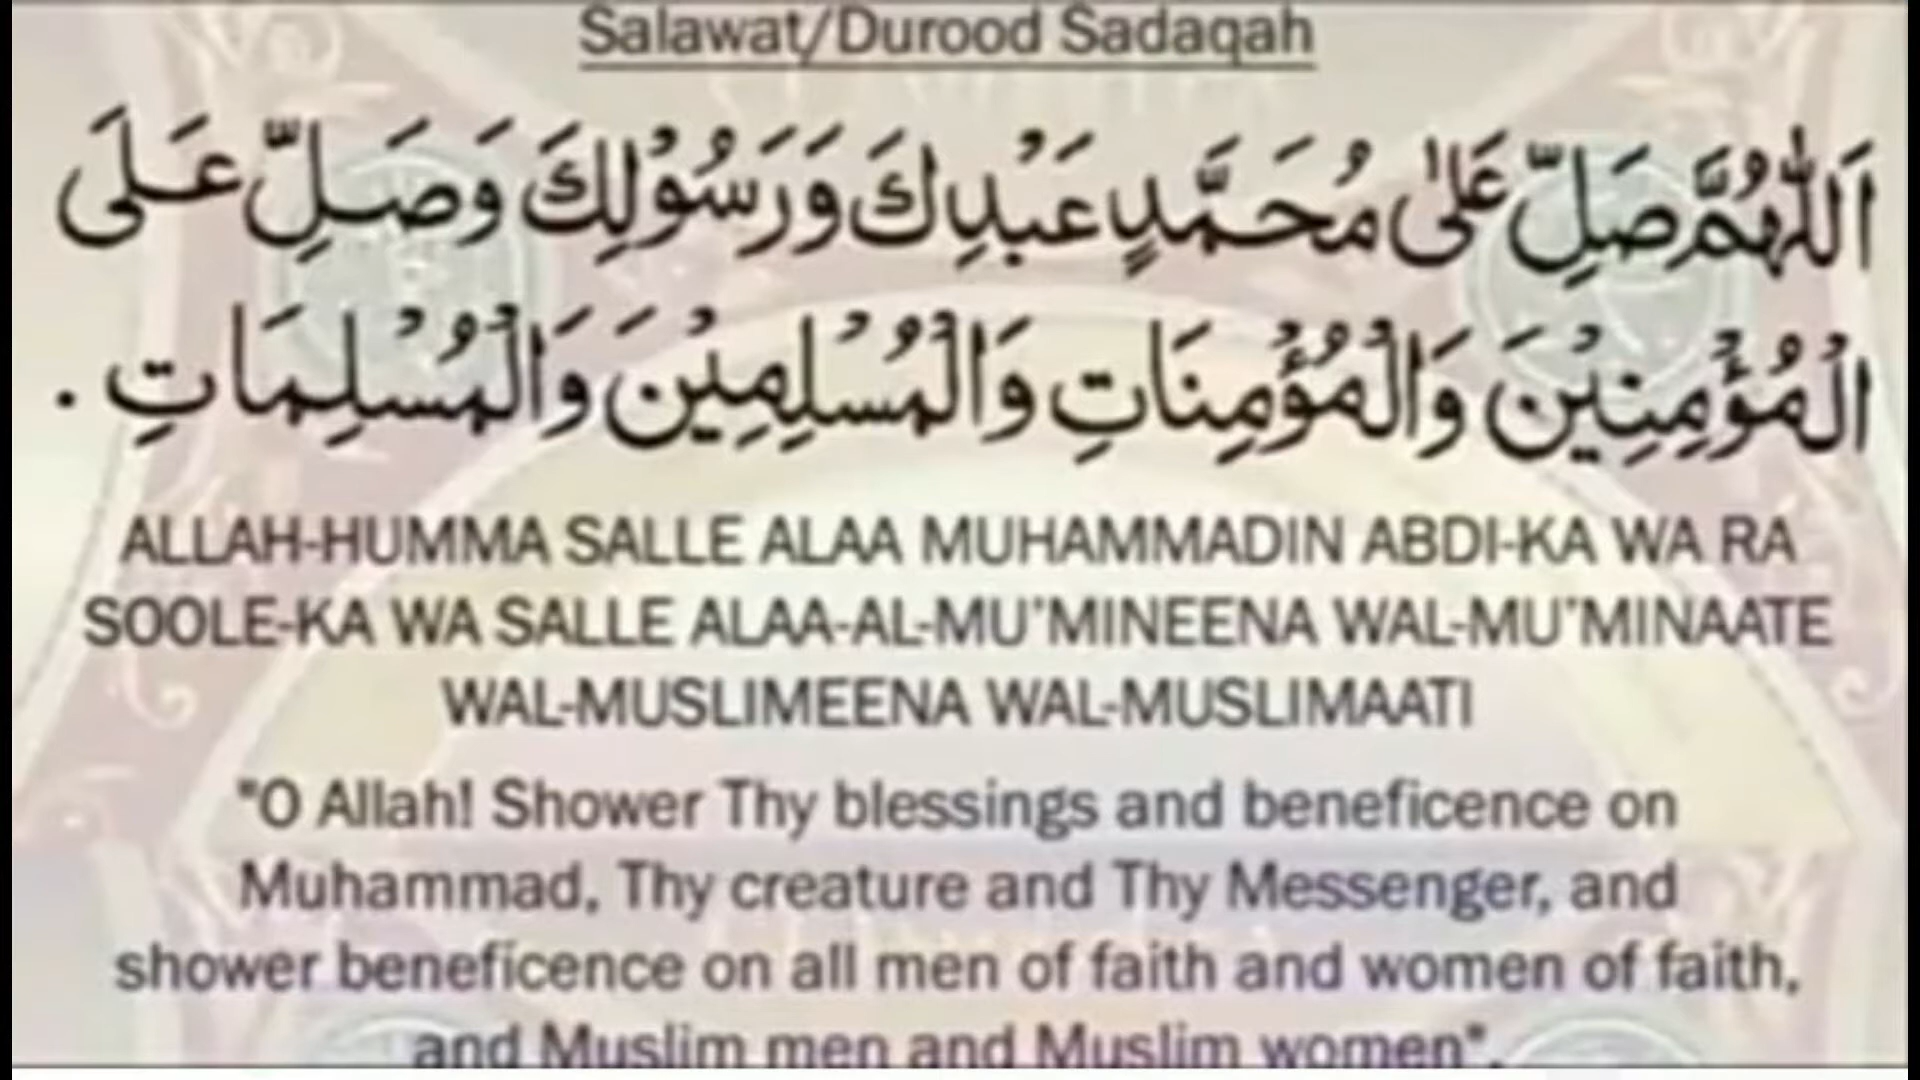 Salawat/Durood Sadaqah
اَللّٰهُمَّ صَلِّ عَلٰى مُحَمَّدٍ عَبْدِكَ وَرَسُوْلِكَ وَصَلِّ عَلَى
الْمُؤْمِنِيْنَ وَالْمُؤْمِنَاتِ وَالْمُسْلِمِيْنَ وَالْمُسْلِمَاتِ .
ALLAH-HUMMA SALLE ALAA MUHAMMADIN ABDI-KA WA RA
SOOLE-KA WA SALLE ALAA-AL-MU'MINEENA WAL-MU'MINAATE
WAL-MUSLIMEENA WAL-MUSLIMAATI
"O Allah! Shower Thy blessings and beneficence on
Muhammad, Thy creature and Thy Messenger, and
shower beneficence on all men of faith and women of faith,
and Muslim men and Muslim women".